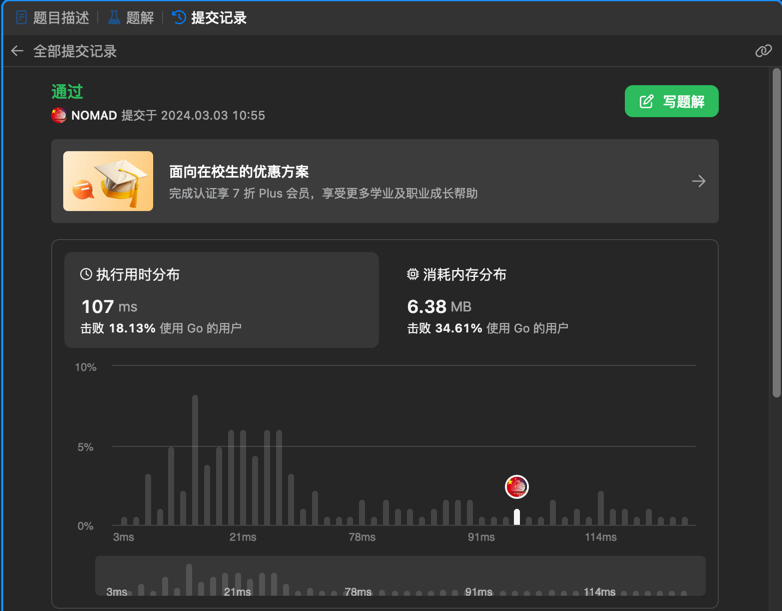 题目描述 题解 提交记录
全部提交记录
通过
NOMAD 提交于 2024.03.03 10:55
写题解
面向在校生的优惠方案
完成认证享 7 折 Plus 会员，享受更多学业及职业成长帮助
执行用时分布
107 ms
击败 18.13% 使用 Go 的用户
消耗内存分布
6.38 MB
击败 34.61% 使用 Go 的用户
10%
5%
0%
3ms 21ms 78ms 91ms 114ms
3ms 21ms 78ms 91ms 114ms